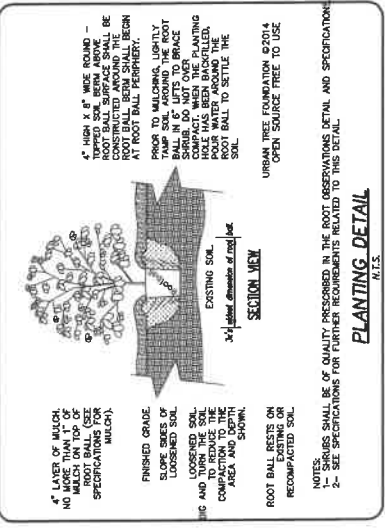 4" LAYER OF MULCH.
NO MORE THAN 1" OF
MULCH ON TOP OF
ROOT BALL. (SEE
SPECIFICATIONS FOR
MULCH).
FINISHED GRADE.
SLOPE SIDES OF
LOOSENED SOIL.
LOOSENED SOIL.
DIG AND TURN THE SOIL
TO REDUCE THE
COMPACTION TO THE
AREA AND DEPTH
SHOWN.
ROOT BALL RESTS ON
EXISTING OR
RECOMPACTED SOIL.
4" HIGH X 8" WIDE ROUND -
TOPPED SOIL BERM ABOVE
ROOT BALL SURFACE SHALL BE
CONSTRUCTED AROUND THE
ROOT BALL. BERM SHALL BEGIN
AT ROOT BALL PERIPHERY.
PRIOR TO MULCHING, LIGHTLY
TAMP SOIL AROUND THE ROOT
BALL IN 6" LIFTS TO BRACE
SHRUB. DO NOT OVER
COMPACT. WHEN THE PLANTING
HOLE HAS BEEN BACKFILLED,
POUR WATER AROUND THE
ROOT BALL TO SETTLE THE
SOIL
EXISTING SOIL.
3x's widest dimension of root ball.
SECTION VIEW
URBAN TREE FOUNDATION ©2014
OPEN SOURCE FREE TO USE
NOTES:
1- SHRUBS SHALL BE OF QUALITY PRESCRIBED IN THE ROOT OBSERVATIONS DETAIL AND SPECIFICATIONS
2- SEE SPECIFICATIONS FOR FURTHER REQUIREMENTS RELATED TO THIS DETAIL.
PLANTING DETAIL
N.T.S.